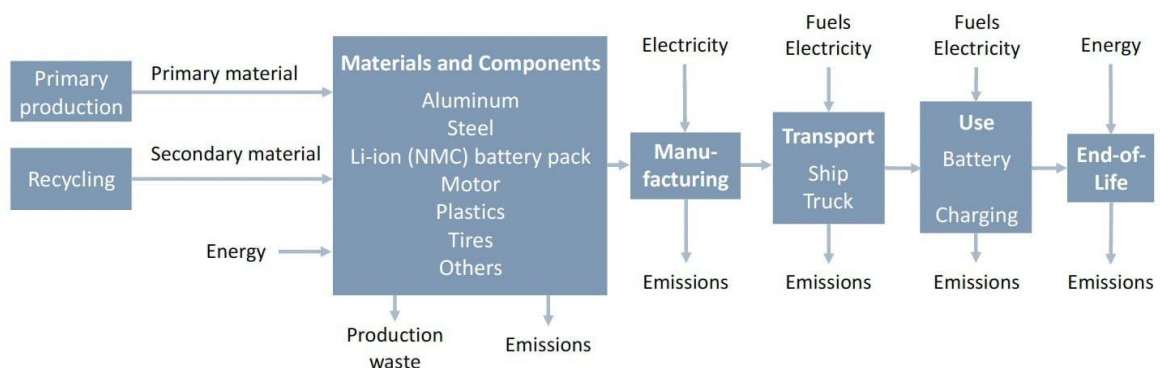 Primary
production
Primary material
Recycling
Secondary material
Energy
Materials and Components
Aluminum
Steel
Li-ion (NMC) battery pack
Motor
Plastics
Tires
Others
Production
waste
Emissions
Electricity
Manu-
facturing
Emissions
Fuels
Electricity
Transport
Ship
Truck
Emissions
Fuels
Electricity
Use
Battery
Charging
Emissions
Energy
End-of-
Life
Emissions